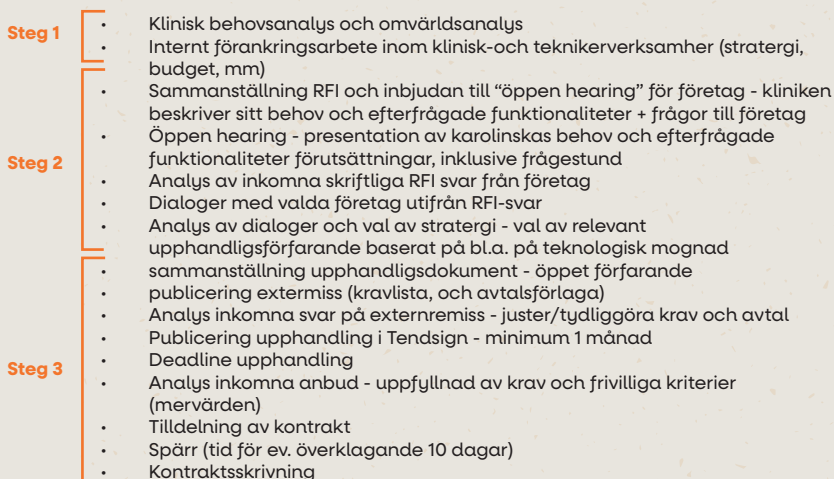 Steg 1
• Klinisk behovsanalys och omvärldsanalys
• Internt förankringsarbete inom klinisk-och teknikerverksamher (stratergi,
budget, mm)
Steg 2
• Sammanställning RFI och inbjudan till ”öppen hearing” för företag - kliniken
beskriver sitt behov och efterfrågade funktionaliteter + frågor till företag
• Öppen hearing - presentation av karolinskas behov och efterfrågade
funktionaliteter förutsättningar, inklusive frågestund
• Analys av inkomna skriftliga RFI svar från företag
• Dialoger med valda företag utifrån RFI-svar
• Analys av dialoger och val av stratergi - val av relevant
upphandligsförfarande baserat på bl.a. på teknologisk mognad
Steg 3
• sammanställning upphandligsdokument - öppet förfarande
• publicering extermiss (kravlista, och avtalsförlaga)
• Analys inkomna svar på externremiss - juster/tydliggöra krav och avtal
• Publicering upphandling i Tendsign - minimum 1 månad
• Deadline upphandling
• Analys inkomna anbud - uppfyllnad av krav och frivilliga kriterier
(mervärden)
• Tilldelning av kontrakt
• Spärr (tid för ev. överklagande 10 dagar)
• Kontraktsskrivning